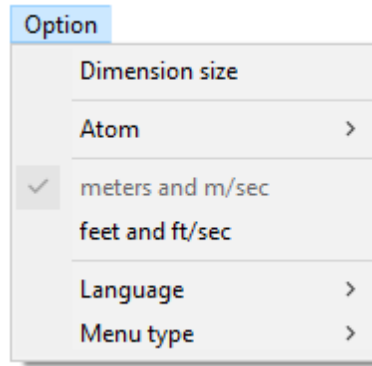 Option
Dimension size
Atom
meters and m/sec
feet and ft/sec
Language
Menu type